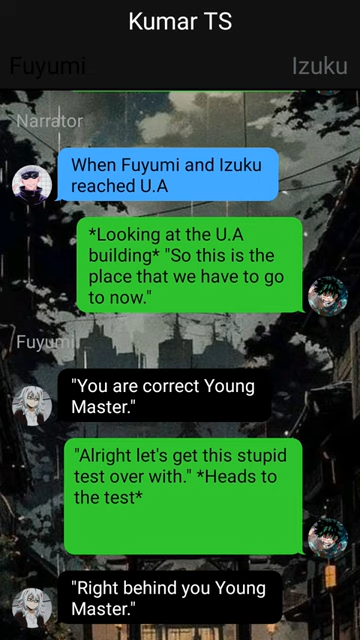 Kumar TS
Fuyumi
Izuku
Narrator
When Fuyumi and Izuku
reached U.A
*Looking at the U.A
building* "So this is the
place that we have to go
to now."
Fuyumi
"You are correct Young
Master."
"Alright let's get this stupid
test over with." *Heads to
the test*
"Right behind you Young
Master."